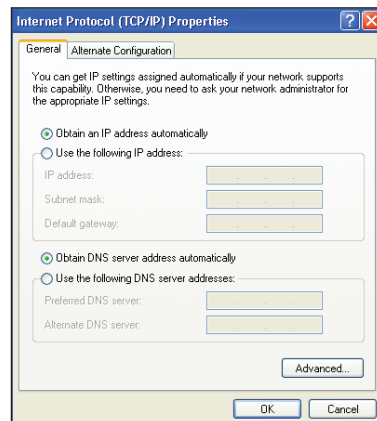 Internet Protocol (TCP/IP) Properties
General
Alternate Configuration
You can get IP settings assigned automatically if your network supports
this capability. Otherwise, you need to ask your network administrator for
the appropriate IP settings.
Obtain an IP address automatically
Use the following IP address:
IP address:
Subnet mask:
Default gateway:
Obtain DNS server address automatically
Use the following DNS server addresses:
Preferred DNS server:
Alternate DNS server:
Advanced...
OK
Cancel